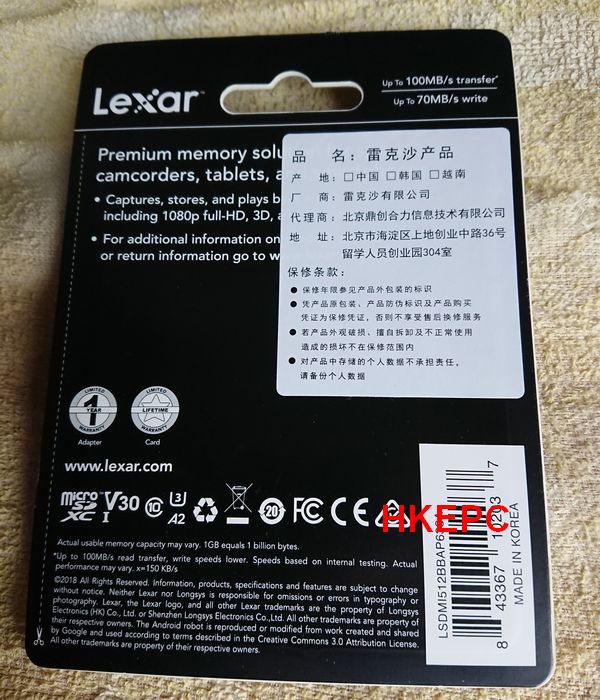 Lexar™
Up To 100MB/s transfer*
Up To 70MB/s write
Premium memory
camcorders, tablets,
• Captures, stores, and plays
including 1080p full-HD, 3D,
• For additional information on
or return information go to
品 名：雷克沙产品
产 地：□中国 □韩国 □越南
厂 商：雷克沙有限公司
代理商：北京鼎创合力信息技术有限公司
地 址：北京市海淀区上地创业中路36号
留学人员创业园304室
保修条款：
● 保修年限参见产品外包装的标识
● 凭产品原包装、产品防伪标识及产品购买
凭证为保修凭证，否则不享受售后换修服务
● 若产品外观破损、擅自拆卸及不正常使用
造成的损坏不在保修范围内
● 对产品中存储的个人数据不承担责任，
请备份个人数据
LIMITED
1
YEAR
WARRANTY
Adapter
LIMITED
LIFETIME
WARRANTY
Card
www.lexar.com
micro SD XC I V30 10 U3 A2 20 FC CE
HKEPC
Actual usable memory capacity may vary. 1GB equals 1 billion bytes.
*Up to 100MB/s read transfer, write speeds lower. Speeds based on internal testing. Actual
performance may vary. x=150 KB/s
©2018 All Rights Reserved. Information, products, specifications and features are subject to change
without notice. Neither Lexar nor Longsys is responsible for omissions or errors in typography or
photography. Lexar, the Lexar logo, and all other Lexar trademarks are the property of Longsys
Electronics (HK) Co., Ltd. or Shenzhen Longsys Electronics Co.,Ltd. All other trademarks are property of
their respective owners. The Android robot is reproduced or modified from work created and shared
by Google and used according to terms described in the Creative Commons 3.0 Attribution License.
All other trademarks are property of their respective owners.
MADE IN KOREA